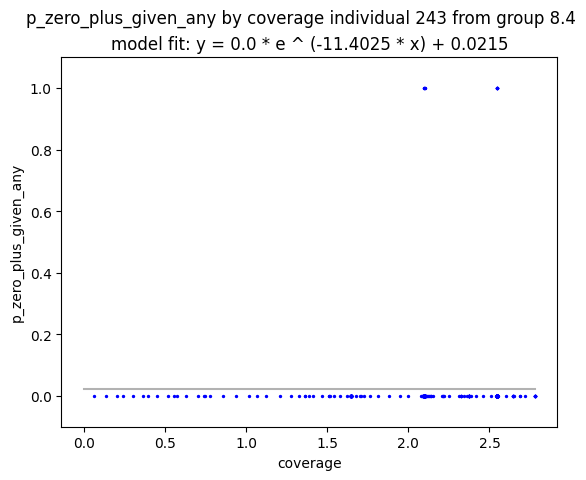 p_zero_plus_given_any by coverage individual 243 from group 8.4
model fit: y = 0.0 * e ^ (-11.4025 * x) + 0.0215
1.0
0.8
0.6
0.4
0.2
0.0
p_zero_plus_given_any
0.0 0.5 1.0 1.5 2.0 2.5
coverage